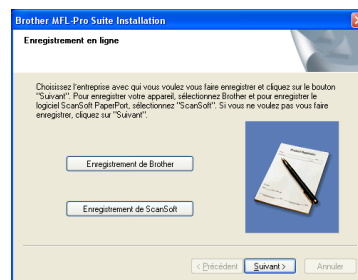 Brother MFL-Pro Suite Installation
Enregistrement en ligne
Choisissez l'entreprise avec qui vous voulez vous faire enregistrer et cliquez sur le bouton
"Suivant". Pour enregistrer votre appareil, sélectionnez Brother et pour enregistrer le
logiciel ScanSoft PaperPort, sélectionnez "ScanSoft". Si vous ne voulez pas vous faire
enregistrer, cliquez sur "Suivant".
Enregistrement de Brother
Enregistrement de ScanSoft
< Précédent Suivant > Annuler